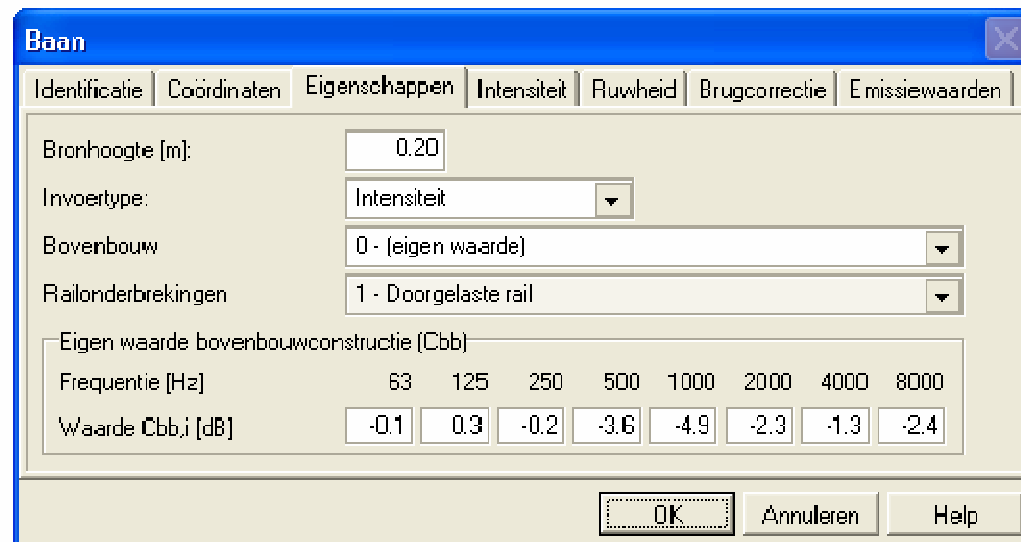 Baan
Identificatie Coördinaten Eigenschappen Intensiteit Ruwheid Brugcorrectie Emissiewaarden
Bronhoogte [m]: 0.20
Invoertype: Intensiteit
Bovenbouw 0 - (eigen waarde)
Railonderbrekingen 1 - Doorgelaste rail
Eigen waarde bovenbouwconstructie (Cbb)
Frequentie [Hz] 63 125 250 500 1000 2000 4000 8000
Waarde Cbb,i [dB] -0.1 0.3 -0.2 -3.6 -4.9 -2.3 -1.3 -2.4
OK Annuleren Help